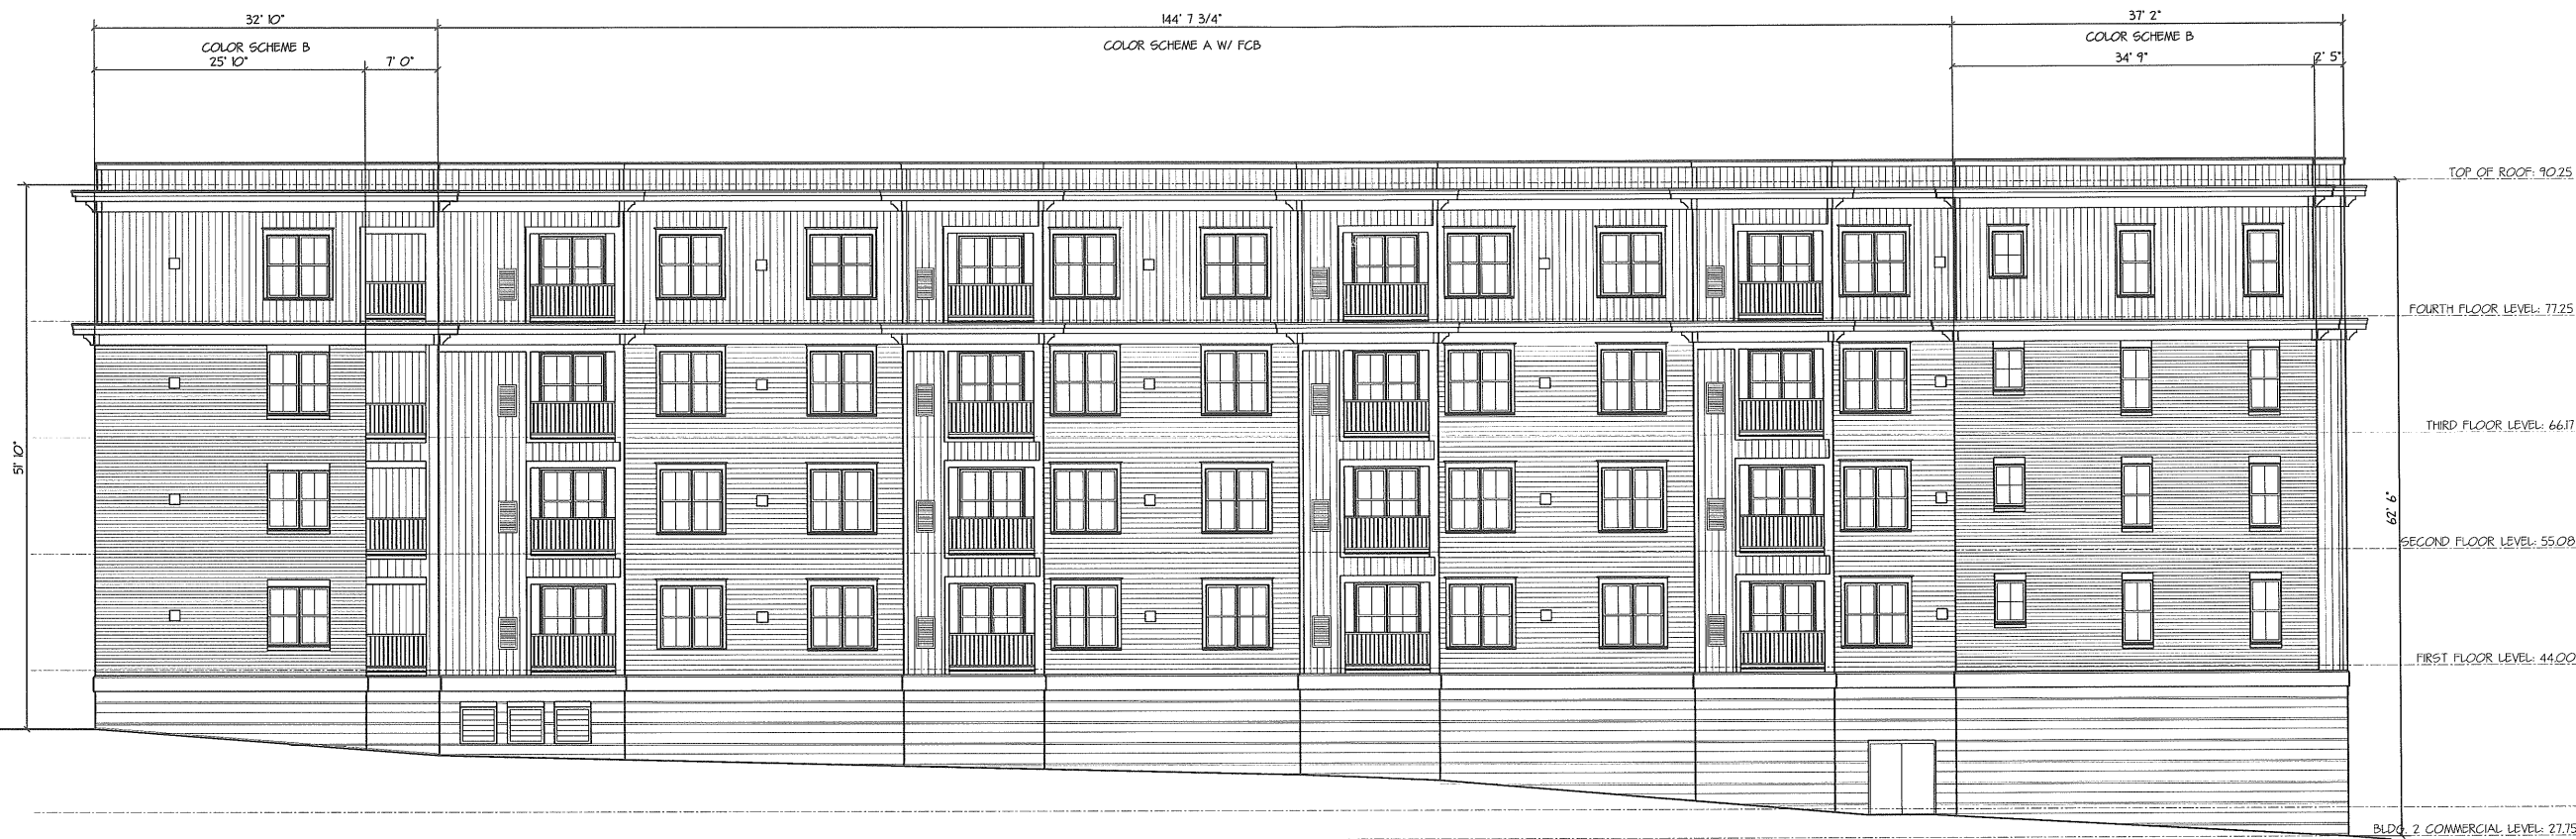 32' 10"
144' 7 3/4"
37' 2"
COLOR SCHEME B
COLOR SCHEME A W/ FCB
COLOR SCHEME B
25' 10"
7' 0"
34' 9"
2' 5"
TOP OF ROOF: 90.25
FOURTH FLOOR LEVEL: 77.25
THIRD FLOOR LEVEL: 66.17
51' 10"
62' 6"
SECOND FLOOR LEVEL: 55.08
FIRST FLOOR LEVEL: 44.00
BLDG. 2 COMMERCIAL LEVEL: